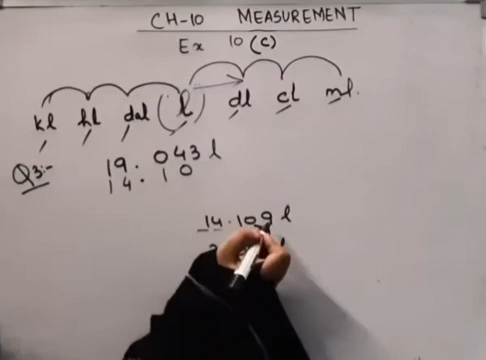 CH-10 MEASUREMENT
Ex 10 (c)
kl hl dal (l) dl cl ml
Q3:- 19. 043 l
14. 10
14.109 l